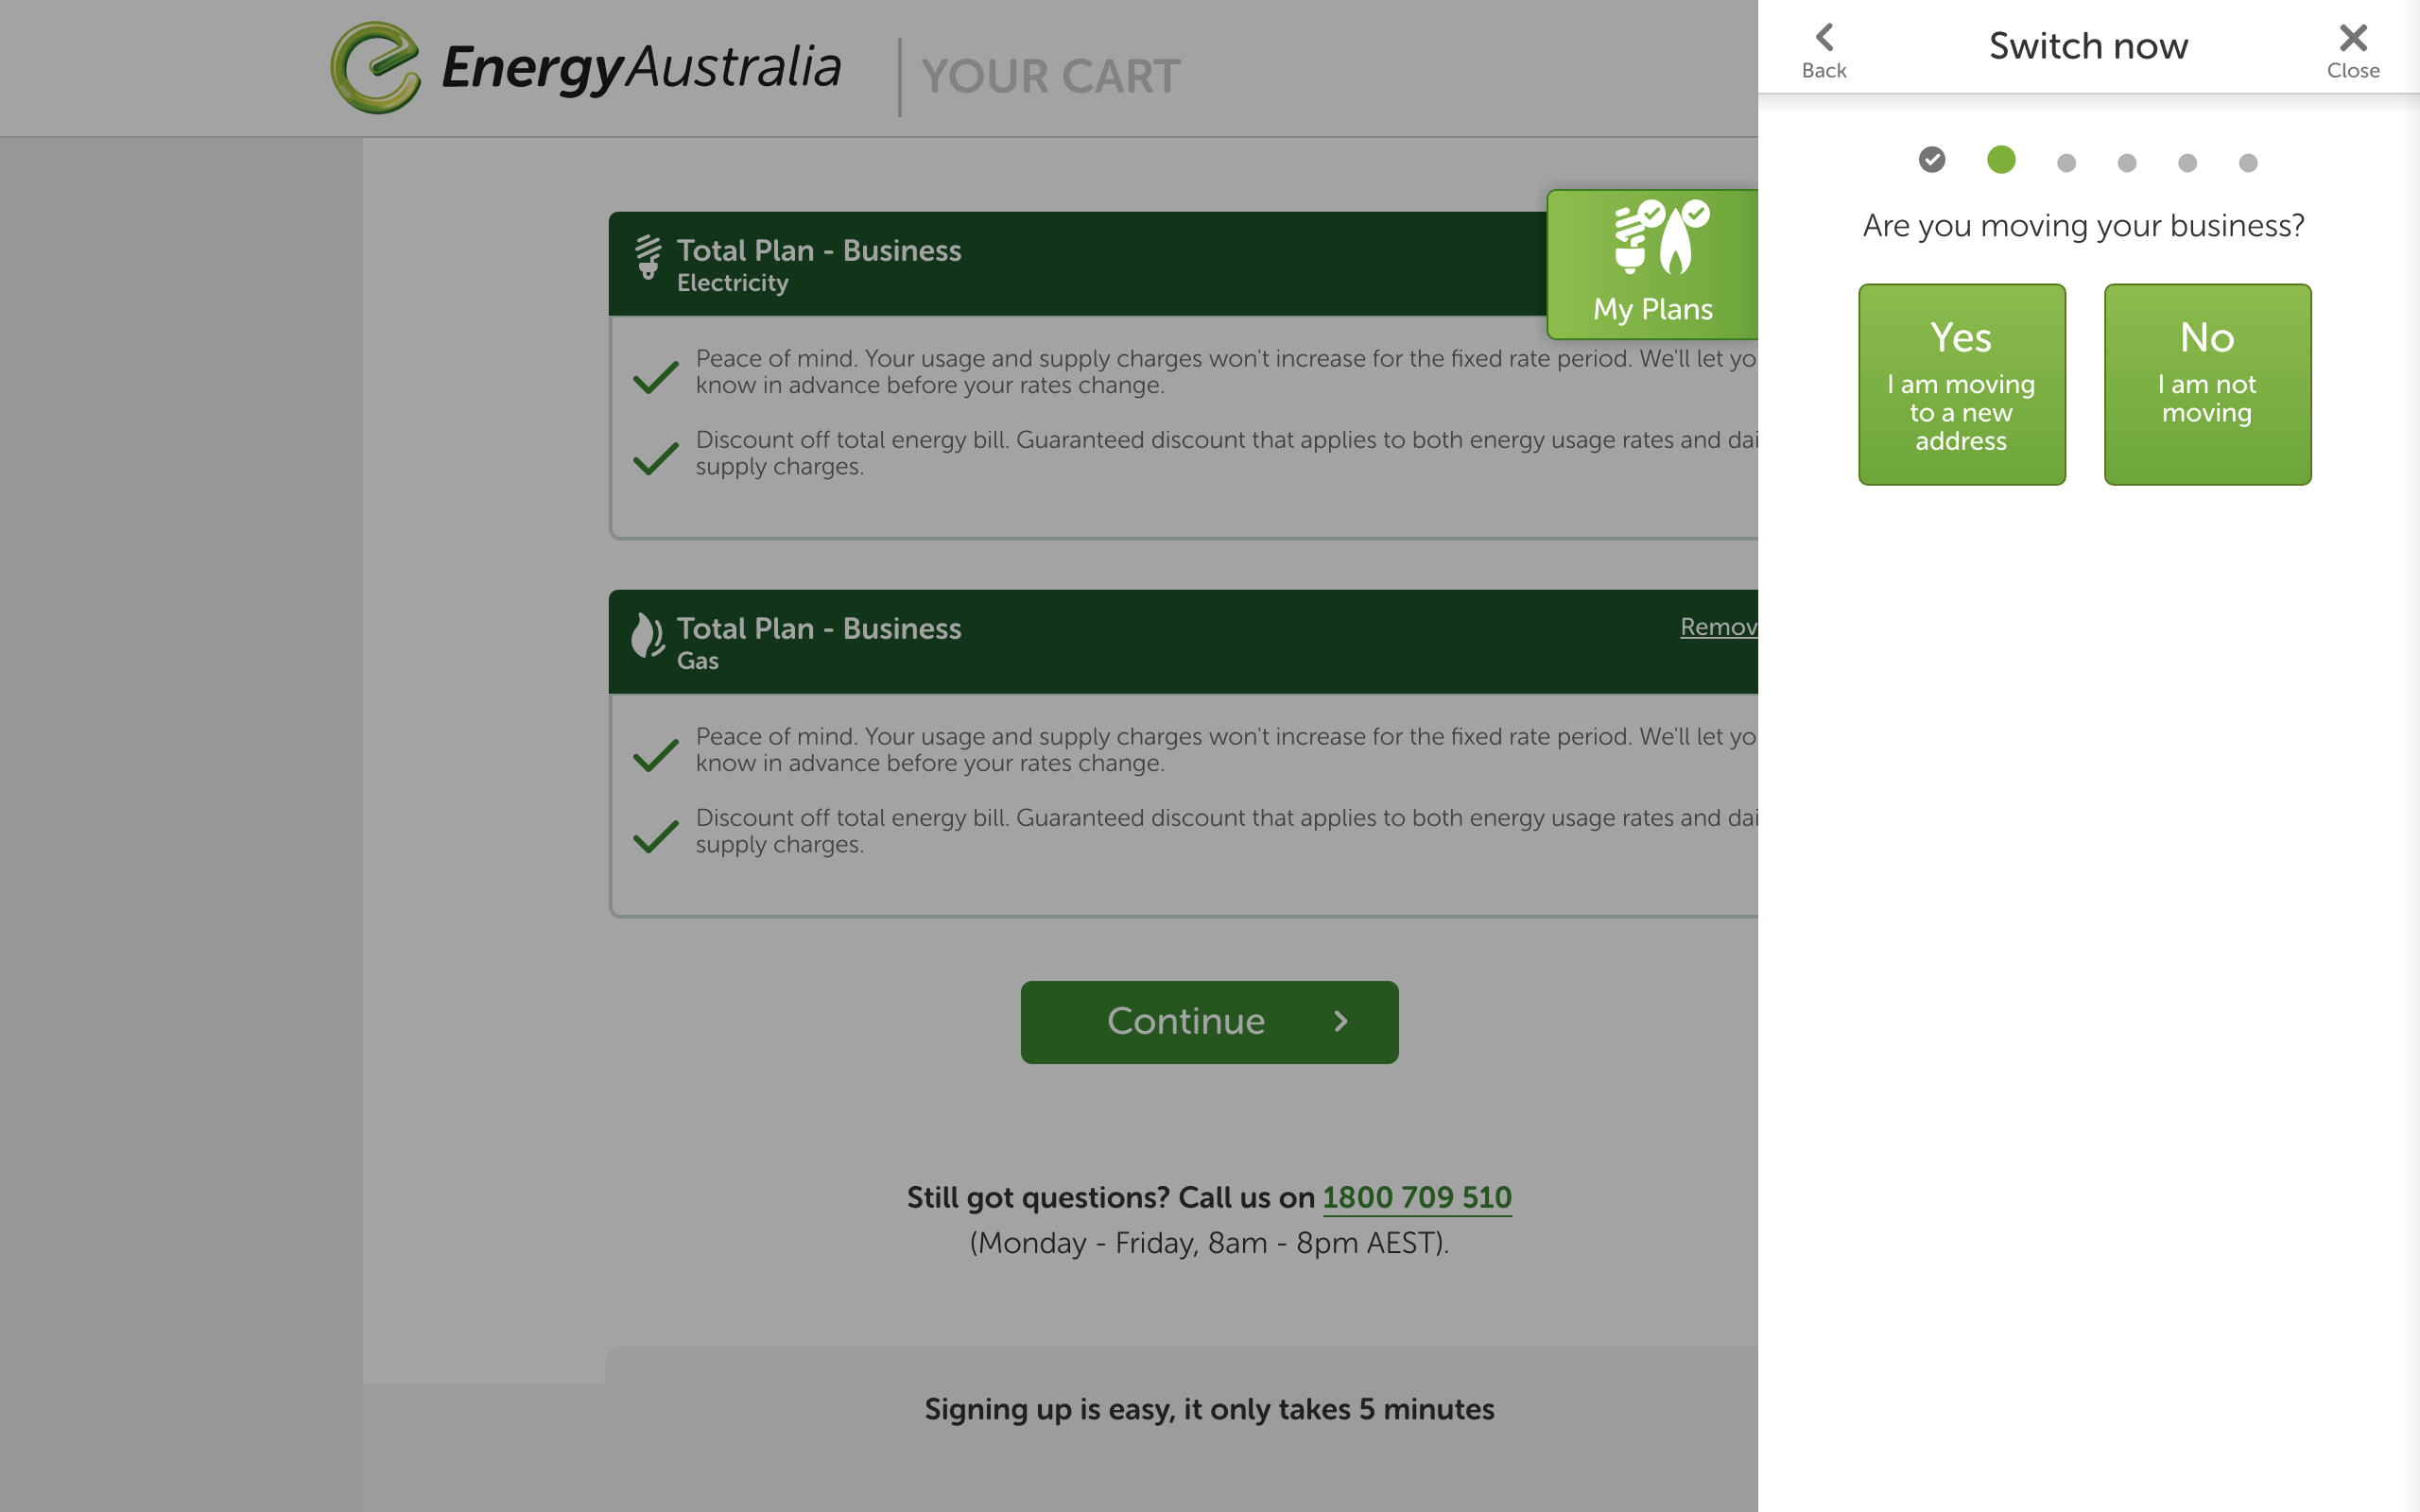 EnergyAustralia
YOUR CART
Total Plan - Business
Electricity
Peace of mind. Your usage and supply charges won't increase for the fixed rate period. We'll let yo
know in advance before your rates change.
Discount off total energy bill. Guaranteed discount that applies to both energy usage rates and dai
supply charges.
My Plans
Total Plan - Business
Gas
Remov
Peace of mind. Your usage and supply charges won't increase for the fixed rate period. We'll let yo
know in advance before your rates change.
Discount off total energy bill. Guaranteed discount that applies to both energy usage rates and dai
supply charges.
Continue
Still got questions? Call us on 1800 709 510
(Monday - Friday, 8am - 8pm AEST).
Signing up is easy, it only takes 5 minutes
Back
Switch now
Close
Are you moving your business?
Yes
I am moving
to a new
address
No
I am not
moving